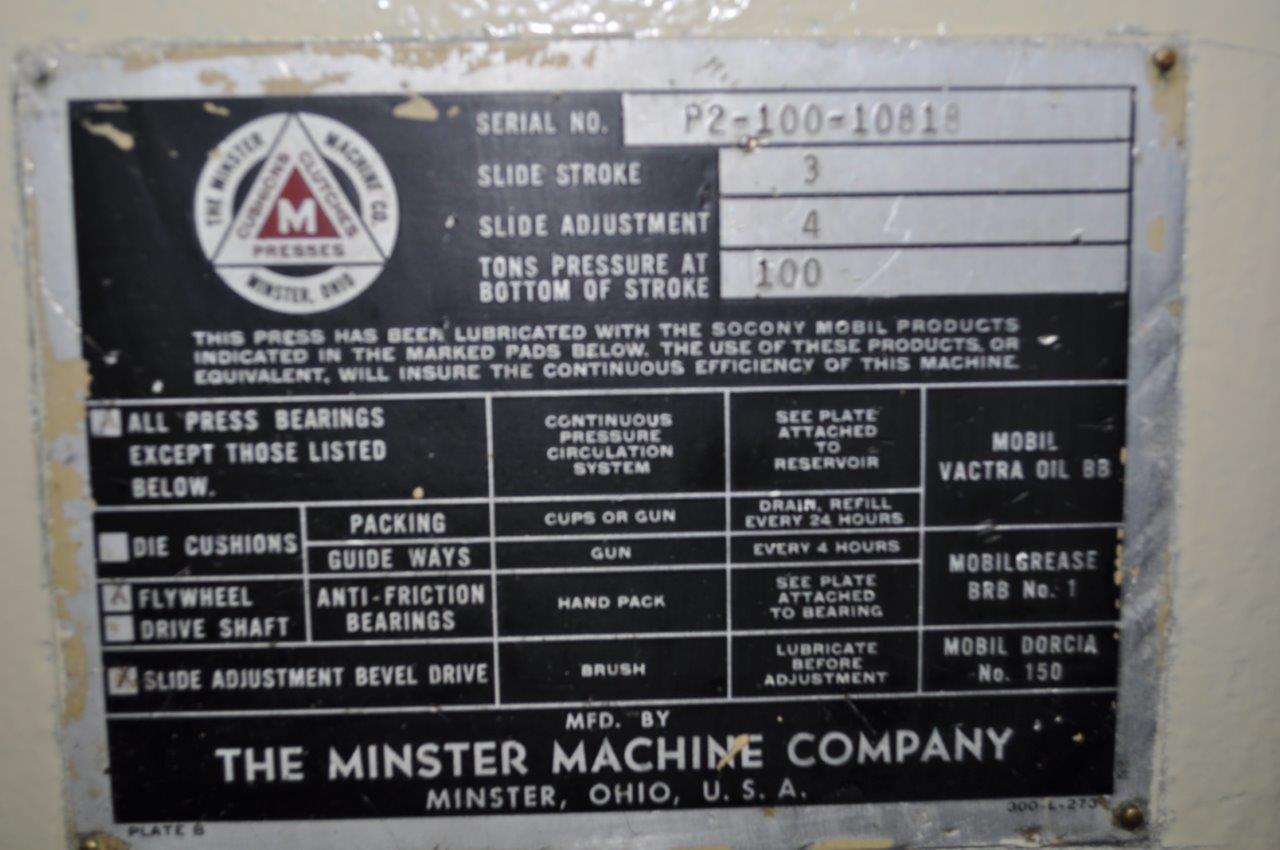 THE MINSTER MACHINE CO.
CUSHIONS CLUTCHES
M
PRESSES
MINSTER, OHIO
SERIAL NO. P2-100-10818
SLIDE STROKE 3
SLIDE ADJUSTMENT 4
TONS PRESSURE AT
BOTTOM OF STROKE 100
THIS PRESS HAS BEEN LUBRICATED WITH THE SOCONY MOBIL PRODUCTS
INDICATED IN THE MARKED PADS BELOW. THE USE OF THESE PRODUCTS, OR
EQUIVALENT, WILL INSURE THE CONTINUOUS EFFICIENCY OF THIS MACHINE
X ALL PRESS BEARINGS
EXCEPT THOSE LISTED
BELOW.
CONTINUOUS
PRESSURE
CIRCULATION
SYSTEM
SEE PLATE
ATTACHED
TO
RESERVOIR
MOBIL
VACTRA OIL BB
DIE CUSHIONS
PACKING
CUPS OR GUN
DRAIN, REFILL
EVERY 24 HOURS
GUIDE WAYS
GUN
EVERY 4 HOURS
MOBILGREASE
BRB No. 1
X FLYWHEEL
DRIVE SHAFT
ANTI-FRICTION
BEARINGS
HAND PACK
SEE PLATE
ATTACHED
TO BEARING
X SLIDE ADJUSTMENT BEVEL DRIVE
BRUSH
LUBRICATE
BEFORE
ADJUSTMENT
MOBIL DORCIA
No. 150
MFD. BY
THE MINSTER MACHINE COMPANY
MINSTER, OHIO, U. S. A.
300-L-273
PLATE B